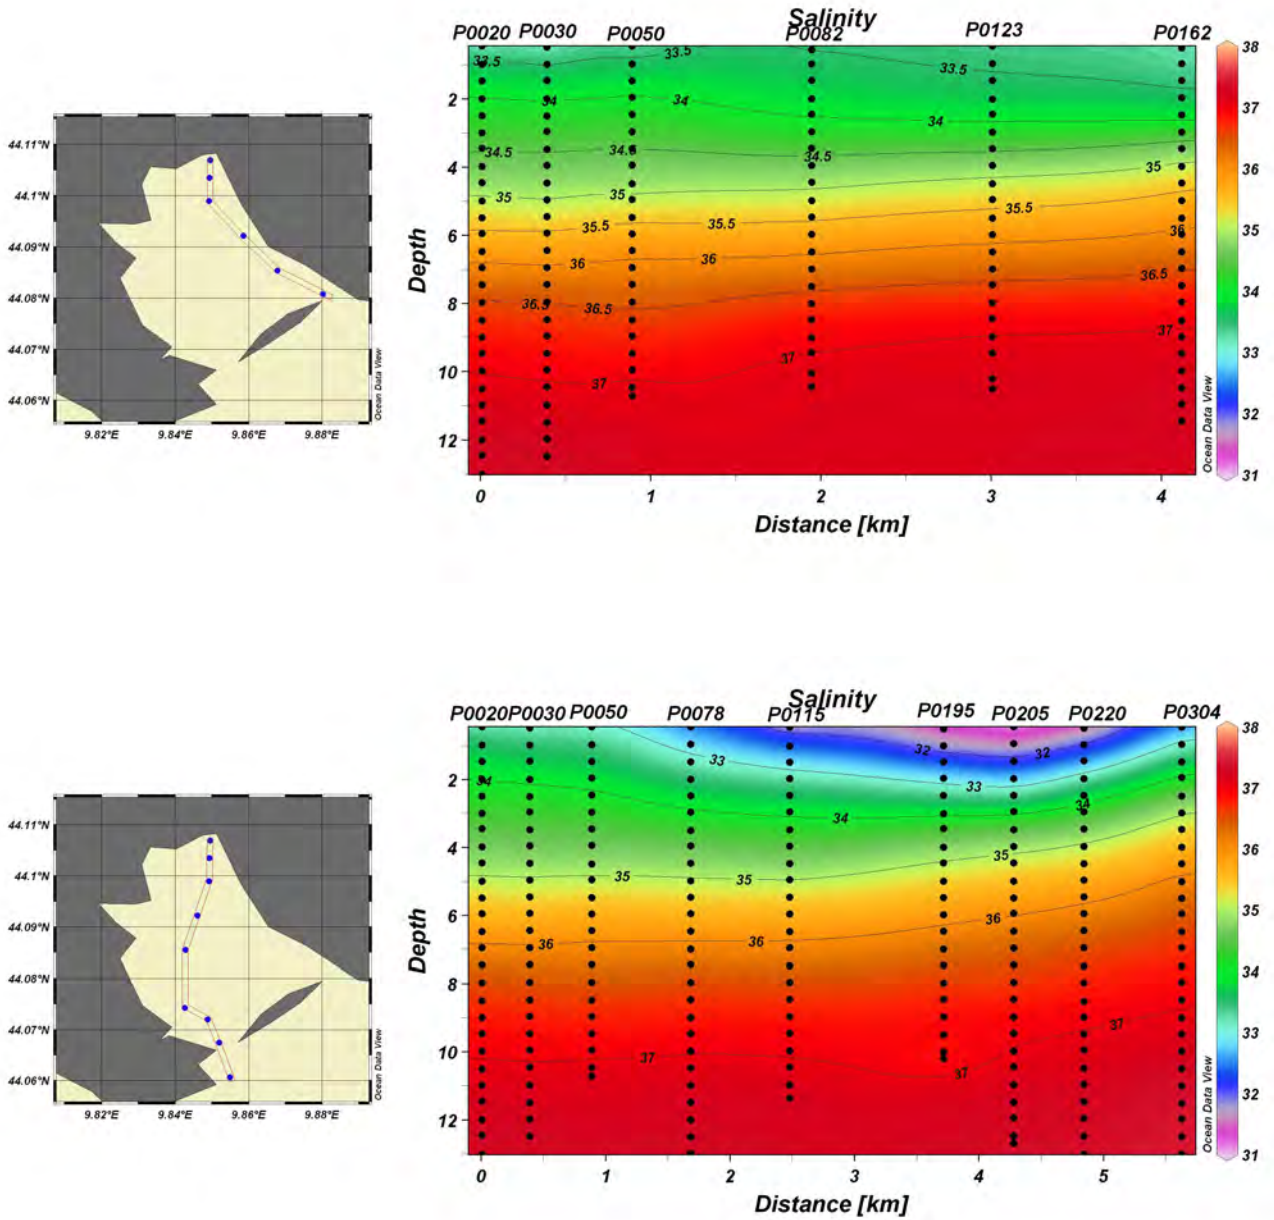 Salinity
P0020 P0030 P0050 P0082 P0123 P0162
44.11°N
44.1°N
44.09°N
44.08°N
44.07°N
44.06°N
9.82°E 9.84°E 9.86°E 9.88°E
Ocean Data View
Depth
2
4
6
8
10
12
33.5 33.5 33.5
34 34 34
34.5 34.5 34.5
35 35 35
35.5 35.5 35.5
36 36 36
36.5 36.5 36.5
37 37 37
0 1 2 3 4
Distance [km]
Ocean Data View
38
37
36
35
34
33
32
31
Salinity
P0020 P0030 P0050 P0078 P0115 P0195 P0205 P0220 P0304
44.11°N
44.1°N
44.09°N
44.08°N
44.07°N
44.06°N
9.82°E 9.84°E 9.86°E 9.88°E
Ocean Data View
Depth
2
4
6
8
10
12
32 32
33 33
34 34 34
35 35 35
36 36 36
37 37 37
0 1 2 3 4 5
Distance [km]
Ocean Data View
38
37
36
35
34
33
32
31